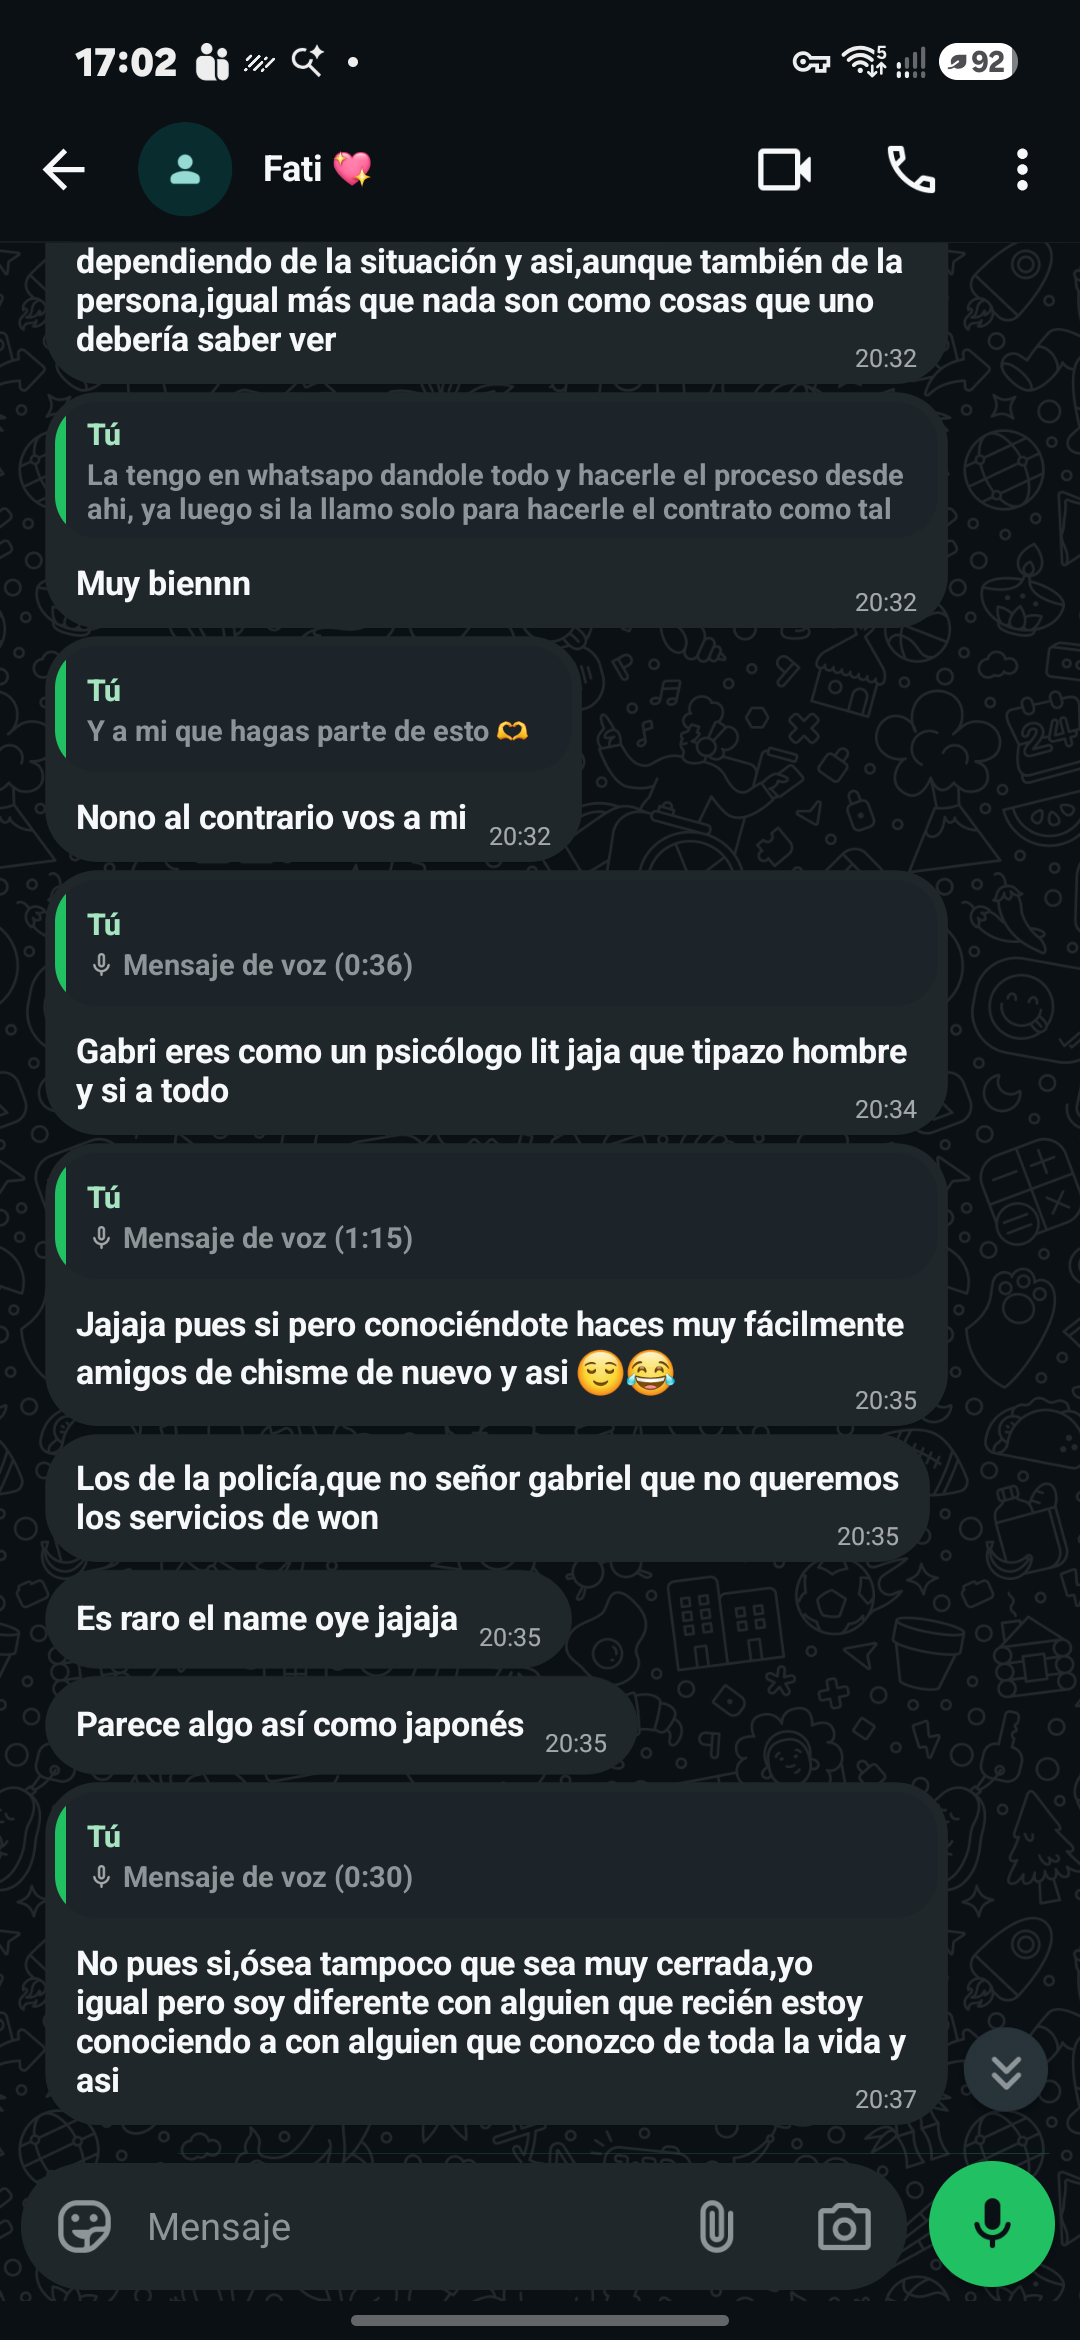 17:02
5
92
Fati 💖
dependiendo de la situación y asi,aunque también de la
persona,igual más que nada son como cosas que uno
debería saber ver
20:32
Tú
La tengo en whatsapo dandole todo y hacerle el proceso desde
ahi, ya luego si la llamo solo para hacerle el contrato como tal
Muy biennn
20:32
Tú
Y a mi que hagas parte de esto 🫶
Nono al contrario vos a mi
20:32
Tú
Mensaje de voz (0:36)
Gabri eres como un psicólogo lit jaja que tipazo hombre
y si a todo
20:34
Tú
Mensaje de voz (1:15)
Jajaja pues si pero conociéndote haces muy fácilmente
amigos de chisme de nuevo y asi 😌😂
20:35
Los de la policía,que no señor gabriel que no queremos
los servicios de won
20:35
Es raro el name oye jajaja
20:35
Parece algo así como japonés
20:35
Tú
Mensaje de voz (0:30)
No pues si,ósea tampoco que sea muy cerrada,yo
igual pero soy diferente con alguien que recién estoy
conociendo a con alguien que conozco de toda la vida y
asi
20:37
Mensaje